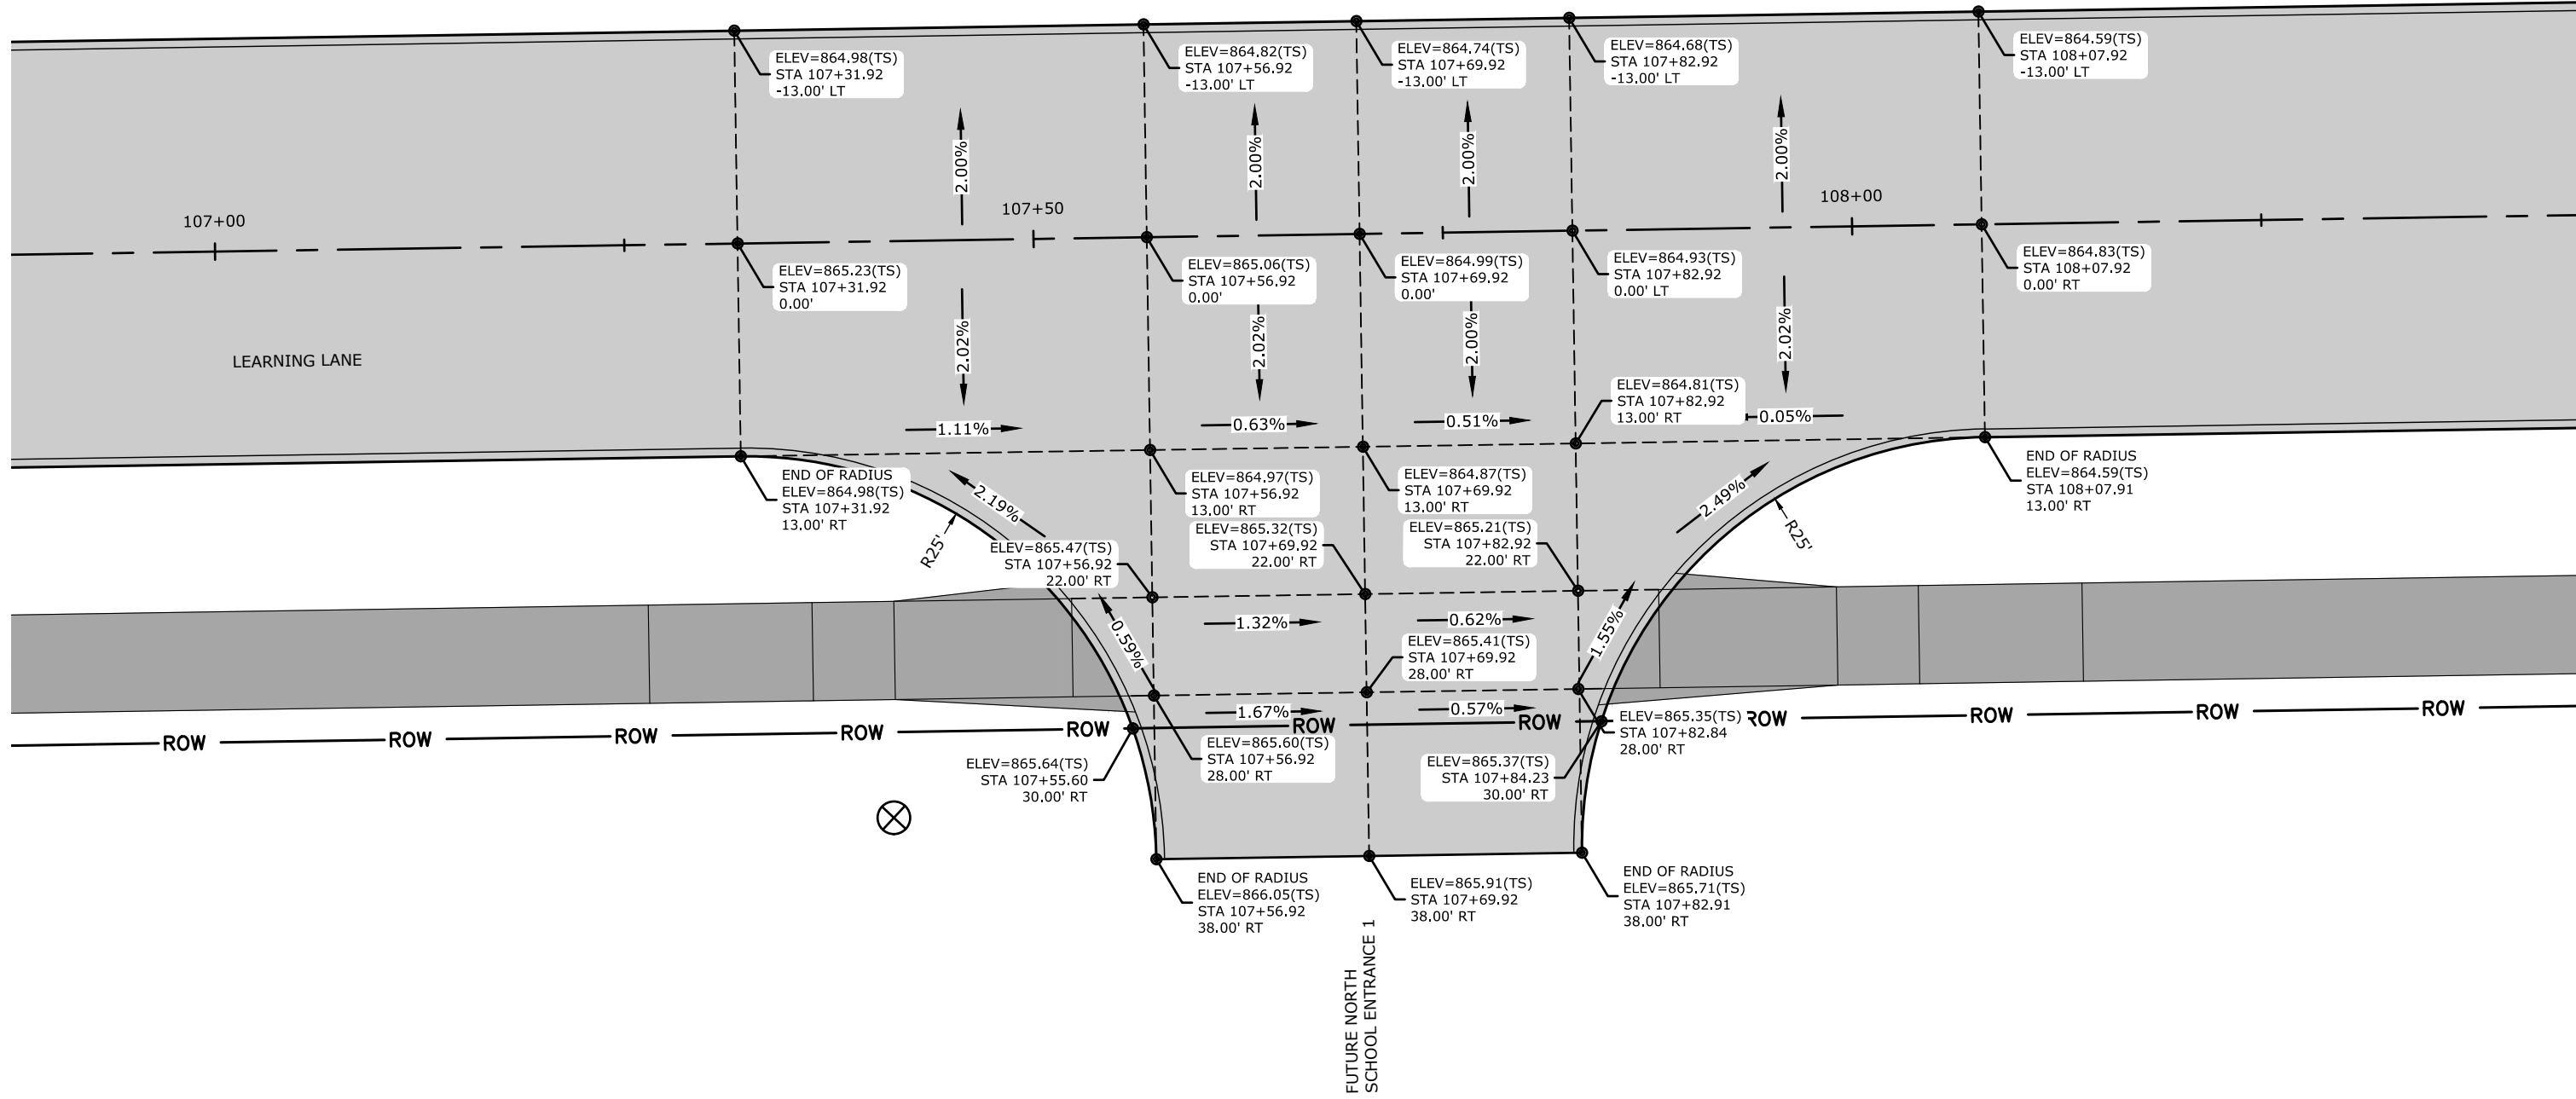 ELEV=864.98(TS)
STA 107+31.92
-13.00' LT
ELEV=864.82(TS)
STA 107+56.92
-13.00' LT
ELEV=864.74(TS)
STA 107+69.92
-13.00' LT
ELEV=864.68(TS)
STA 107+82.92
-13.00' LT
ELEV=864.59(TS)
STA 108+07.92
-13.00' LT
2.00%
2.00%
2.00%
2.00%
107+00
107+50
108+00
ELEV=865.23(TS)
STA 107+31.92
0.00'
ELEV=865.06(TS)
STA 107+56.92
0.00'
ELEV=864.99(TS)
STA 107+69.92
0.00'
ELEV=864.93(TS)
STA 107+82.92
0.00' LT
ELEV=864.83(TS)
STA 108+07.92
0.00' RT
2.02%
2.02%
2.00%
2.02%
LEARNING LANE
1.11%
0.63%
0.51%
ELEV=864.81(TS)
STA 107+82.92
13.00' RT
0.05%
END OF RADIUS
ELEV=864.98(TS)
STA 107+31.92
13.00' RT
2.19%
R25'
ELEV=864.97(TS)
STA 107+56.92
13.00' RT
ELEV=864.87(TS)
STA 107+69.92
13.00' RT
2.49%
R25'
END OF RADIUS
ELEV=864.59(TS)
STA 108+07.91
13.00' RT
ELEV=865.47(TS)
STA 107+56.92
22.00' RT
ELEV=865.32(TS)
STA 107+69.92
22.00' RT
ELEV=865.21(TS)
STA 107+82.92
22.00' RT
0.59%
1.32%
0.62%
1.55%
ELEV=865.41(TS)
STA 107+69.92
28.00' RT
1.67%
0.57%
ROW
ROW
ROW
ROW
ROW
ROW
ROW
ROW
ROW
ROW
ROW
ELEV=865.64(TS)
STA 107+55.60
30.00' RT
ELEV=865.60(TS)
STA 107+56.92
28.00' RT
ELEV=865.37(TS)
STA 107+84.23
30.00' RT
ELEV=865.35(TS)
STA 107+82.84
28.00' RT
END OF RADIUS
ELEV=866.05(TS)
STA 107+56.92
38.00' RT
ELEV=865.91(TS)
STA 107+69.92
38.00' RT
END OF RADIUS
ELEV=865.71(TS)
STA 107+82.91
38.00' RT
FUTURE NORTH
SCHOOL ENTRANCE 1